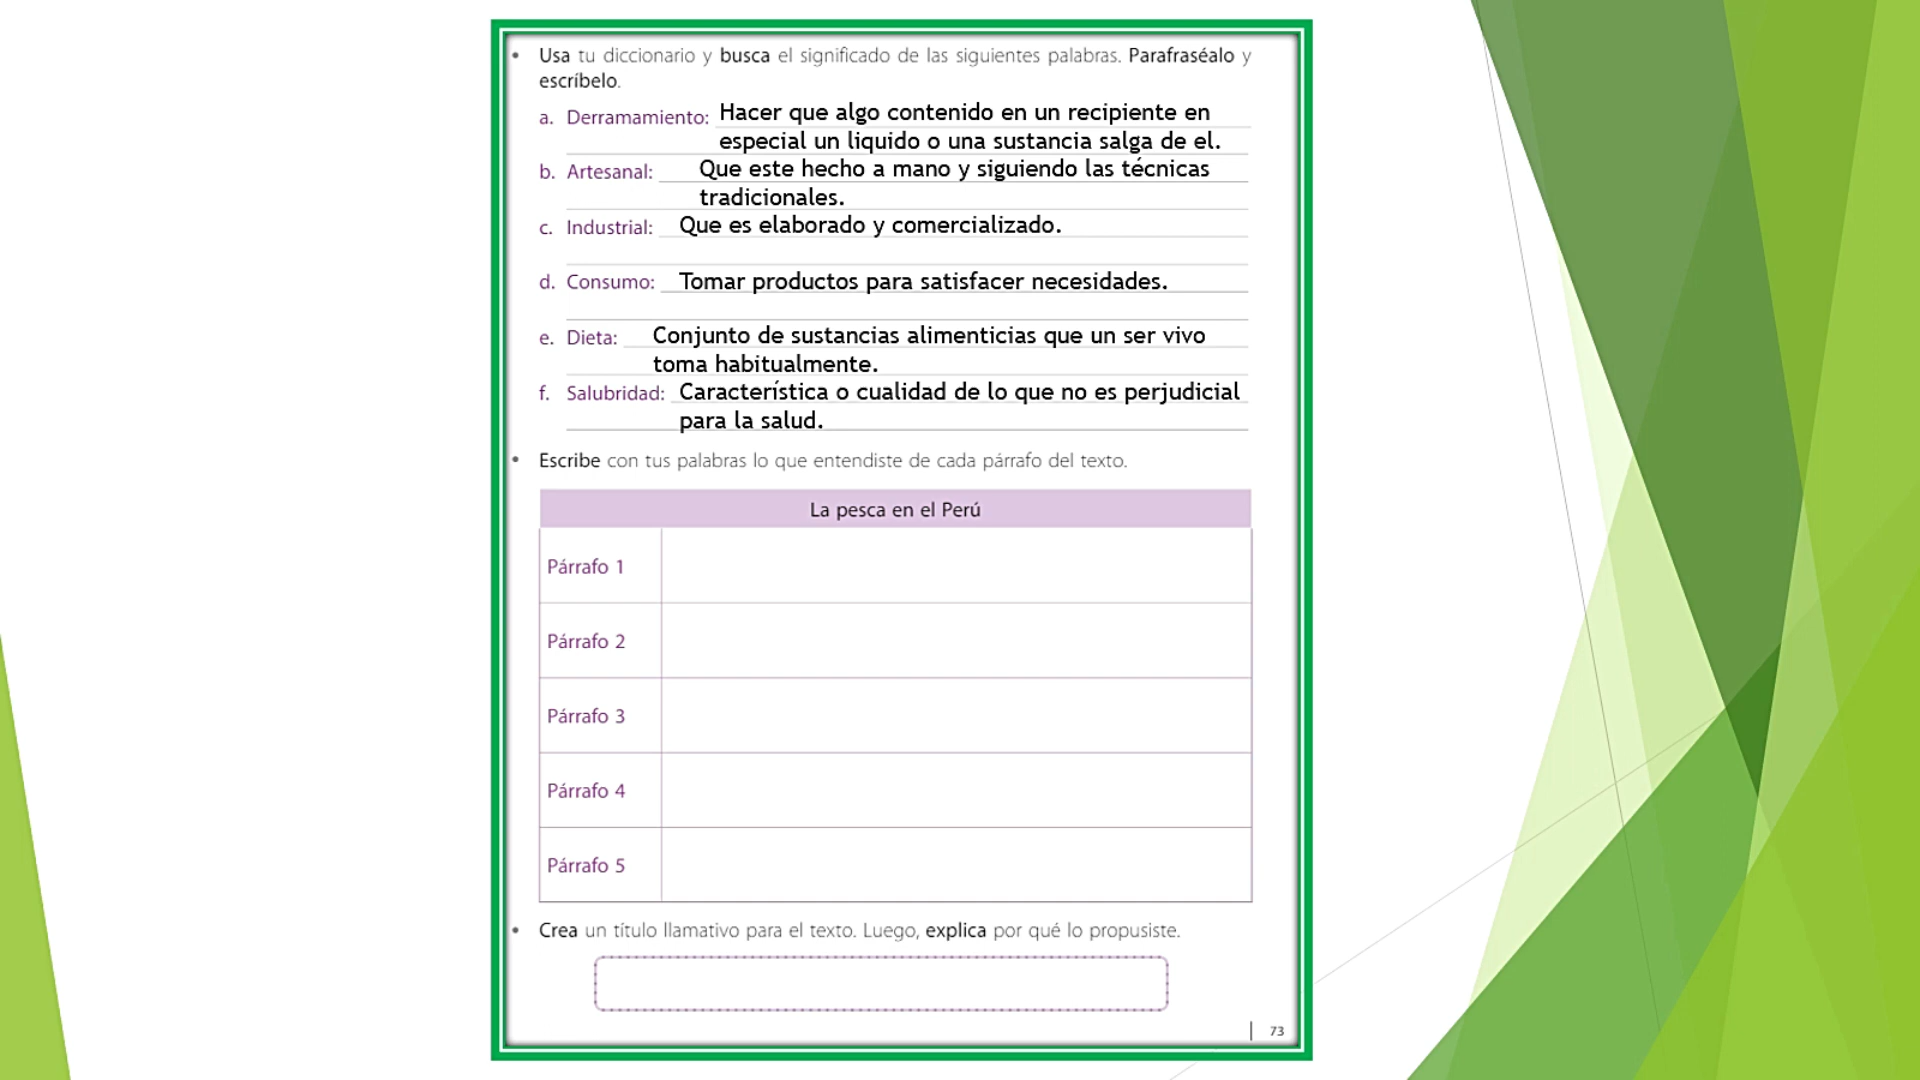 • Usa tu diccionario y busca el significado de las siguientes palabras. Parafraséalo y
escríbelo.
a. Derramamiento: Hacer que algo contenido en un recipiente en
especial un liquido o una sustancia salga de el.
b. Artesanal: Que este hecho a mano y siguiendo las técnicas
tradicionales.
c. Industrial: Que es elaborado y comercializado.
d. Consumo: Tomar productos para satisfacer necesidades.
e. Dieta: Conjunto de sustancias alimenticias que un ser vivo
toma habitualmente.
f. Salubridad: Característica o cualidad de lo que no es perjudicial
para la salud.
• Escribe con tus palabras lo que entendiste de cada párrafo del texto.
La pesca en el Perú
Párrafo 1
Párrafo 2
Párrafo 3
Párrafo 4
Párrafo 5
• Crea un título llamativo para el texto. Luego, explica por qué lo propusiste.
73